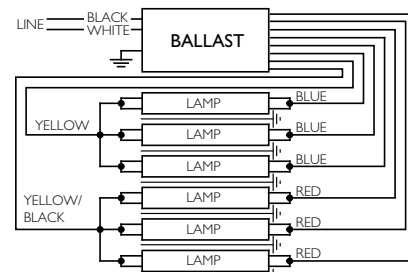 LINE
BLACK
WHITE
BALLAST
LAMP
BLUE
YELLOW
LAMP
BLUE
LAMP
BLUE
YELLOW/
BLACK
LAMP
RED
LAMP
RED
LAMP
RED